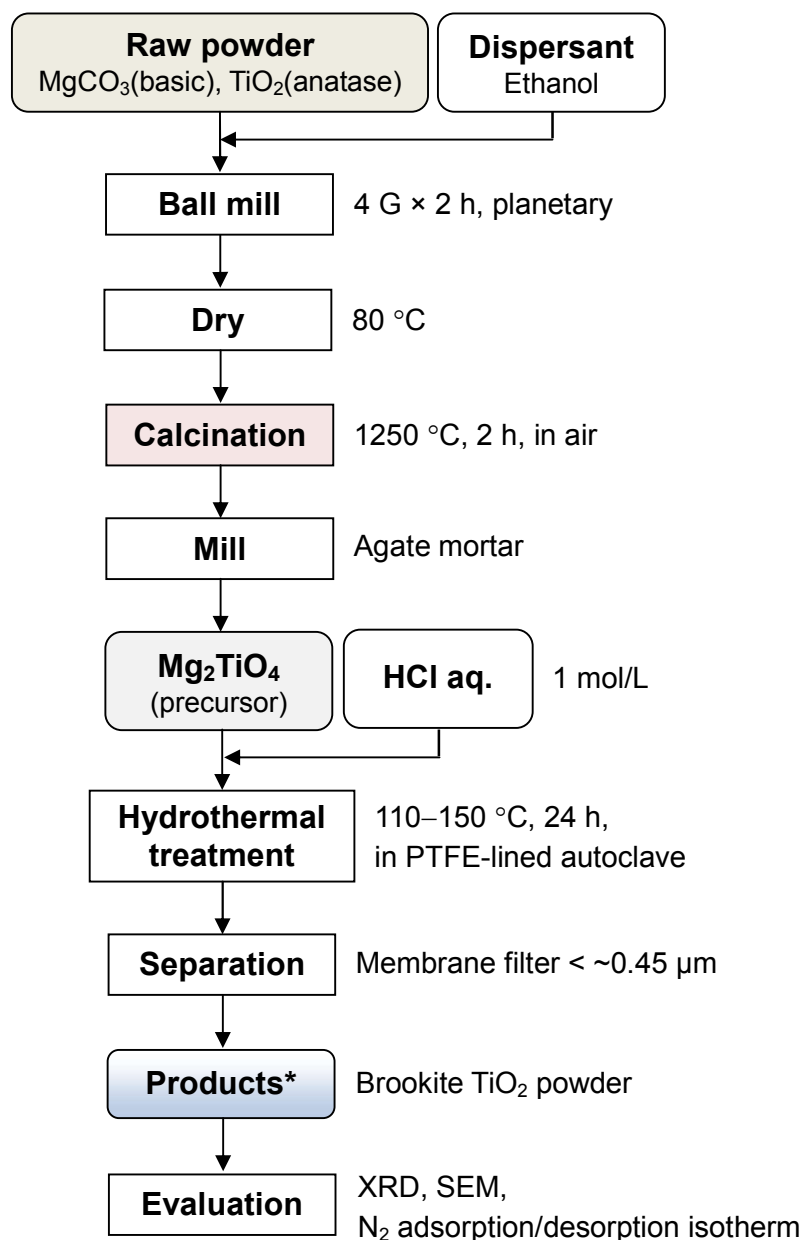 Raw powder
MgCO₃(basic), TiO₂(anatase)
Dispersant
Ethanol
Ball mill
4 G × 2 h, planetary
Dry
80 °C
Calcination
1250 °C, 2 h, in air
Mill
Agate mortar
Mg₂TiO₄
(precursor)
HCl aq.
1 mol/L
Hydrothermal
treatment
110–150 °C, 24 h,
in PTFE-lined autoclave
Separation
Membrane filter < ~0.45 μm
Products*
Brookite TiO₂ powder
Evaluation
XRD, SEM,
N₂ adsorption/desorption isotherm